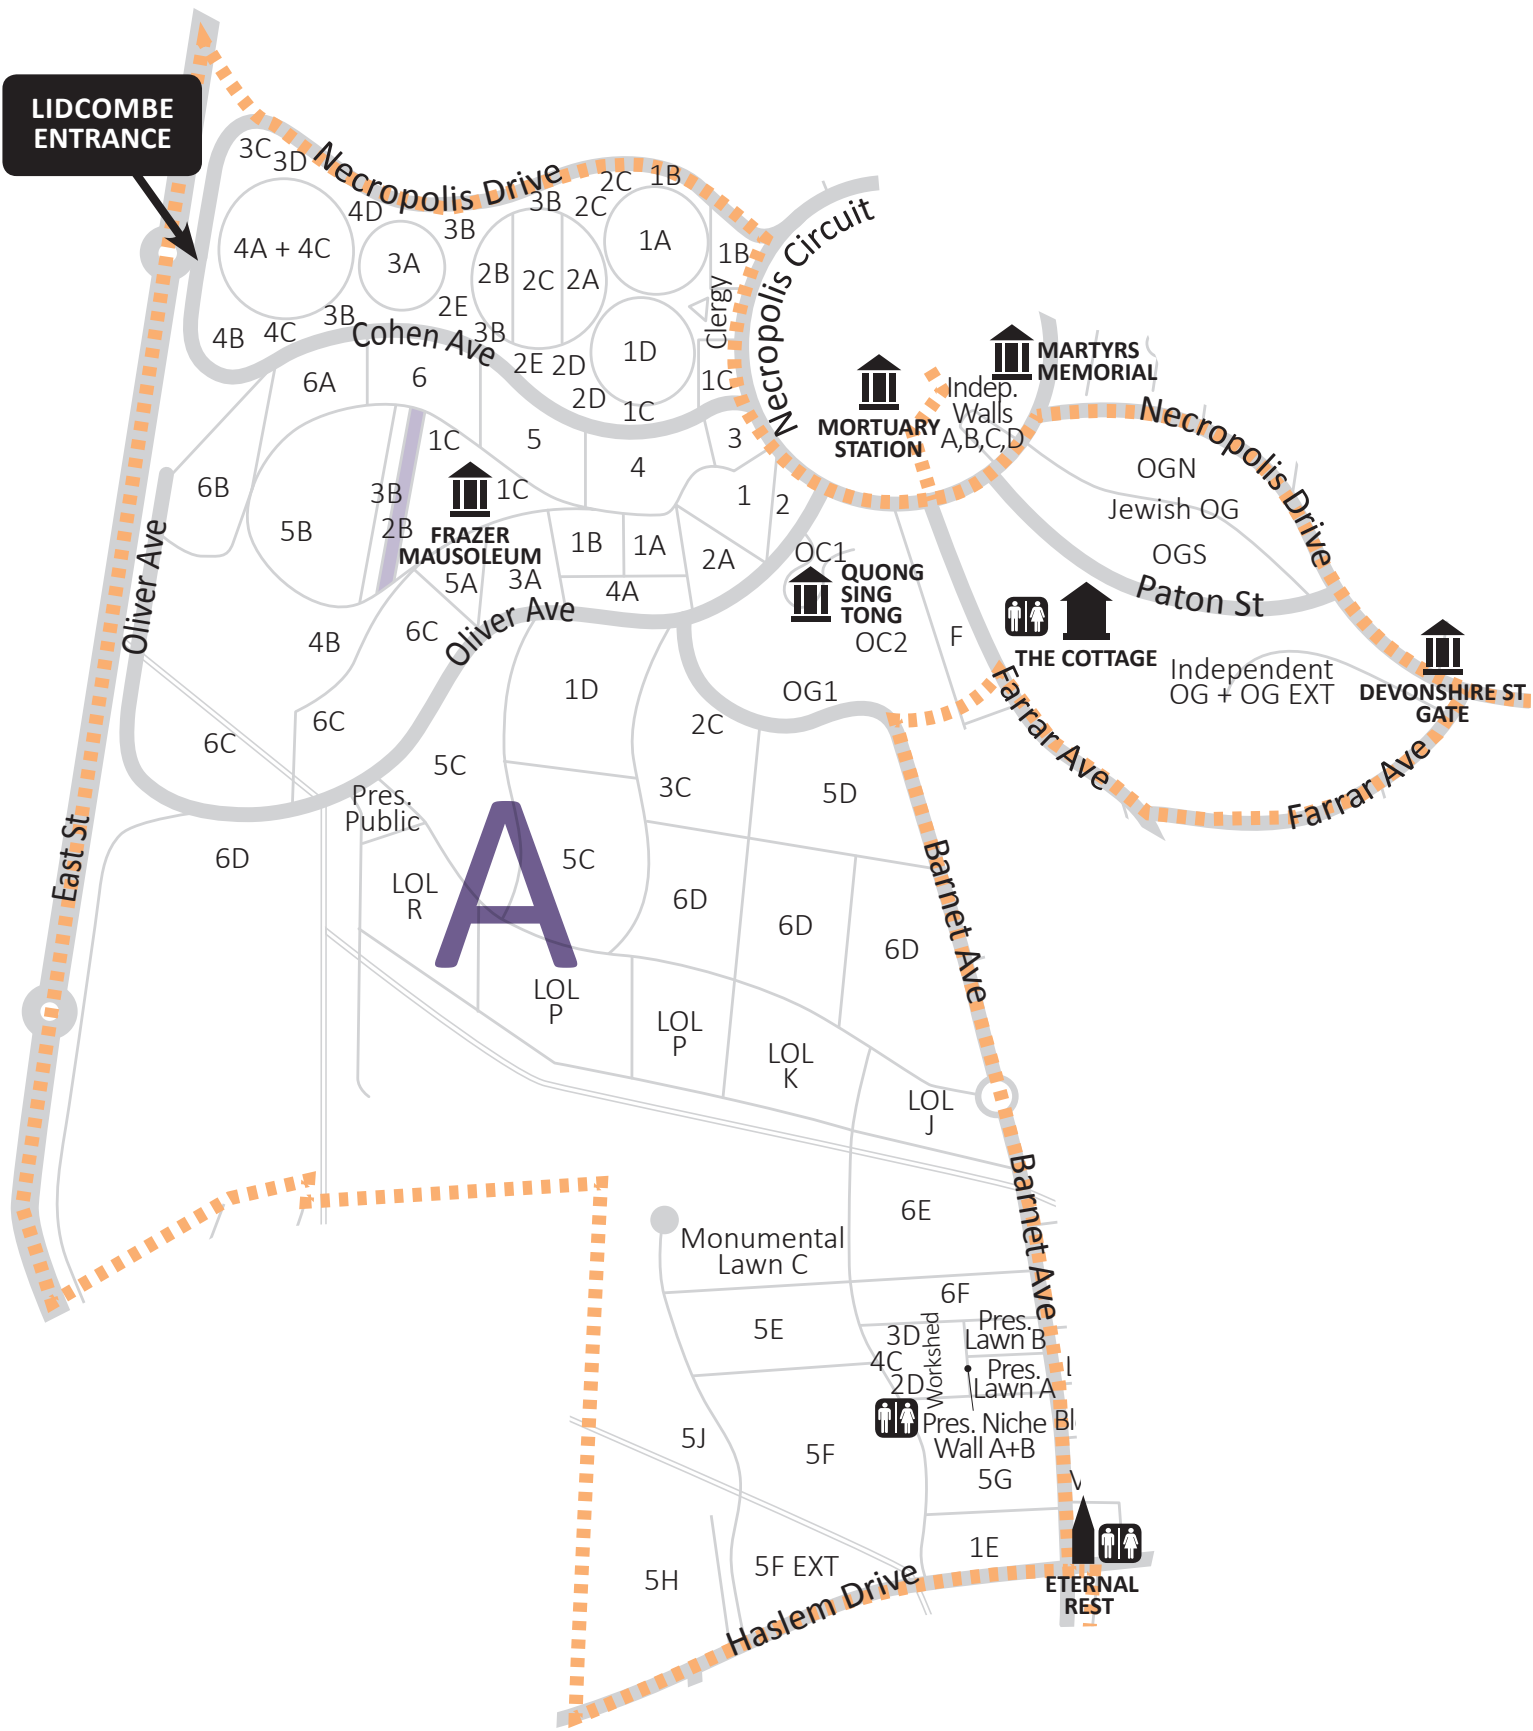 LIDCOMBE
ENTRANCE
3C
3D
Necropolis Drive
4D
3B
3B
2C
2C
1B
4A + 4C
3A
2B
2C
2A
1A
1B
Clergy
Necropolis Circuit
2E
3B
4B
4C
3B
Cohen Ave
2E
2D
1D
2D
1C
1C
6A
6
5
4
3
MORTUARY
STATION
Indep.
Walls
A,B,C,D
MARTYRS
MEMORIAL
Necropolis Drive
OGN
Jewish OG
OGS
Paton St
6B
5B
3B
2B
1C
1C
FRAZER
MAUSOLEUM
1B
1A
1
2
2A
5A
3A
4A
Oliver Ave
4B
6C
Oliver Ave
OC1
QUONG
SING
TONG
OC2
F
THE COTTAGE
Independent
OG + OG EXT
DEVONSHIRE ST
GATE
Farrar Ave
Farrar Ave
OG1
6C
6C
1D
2C
5C
3C
5D
Pres.
Public
East St
6D
LOL
R
A
5C
6D
6D
6D
Barnet Ave
LOL
P
LOL
P
LOL
K
LOL
J
Barnet Ave
6E
Monumental
Lawn C
6F
5E
3D
4C
2D
Workshed
Pres.
Lawn B
Pres.
Lawn A
Pres. Niche
Wall A+B
Bl
5J
5F
5G
1E
5H
5F EXT
Haslem Drive
ETERNAL
REST